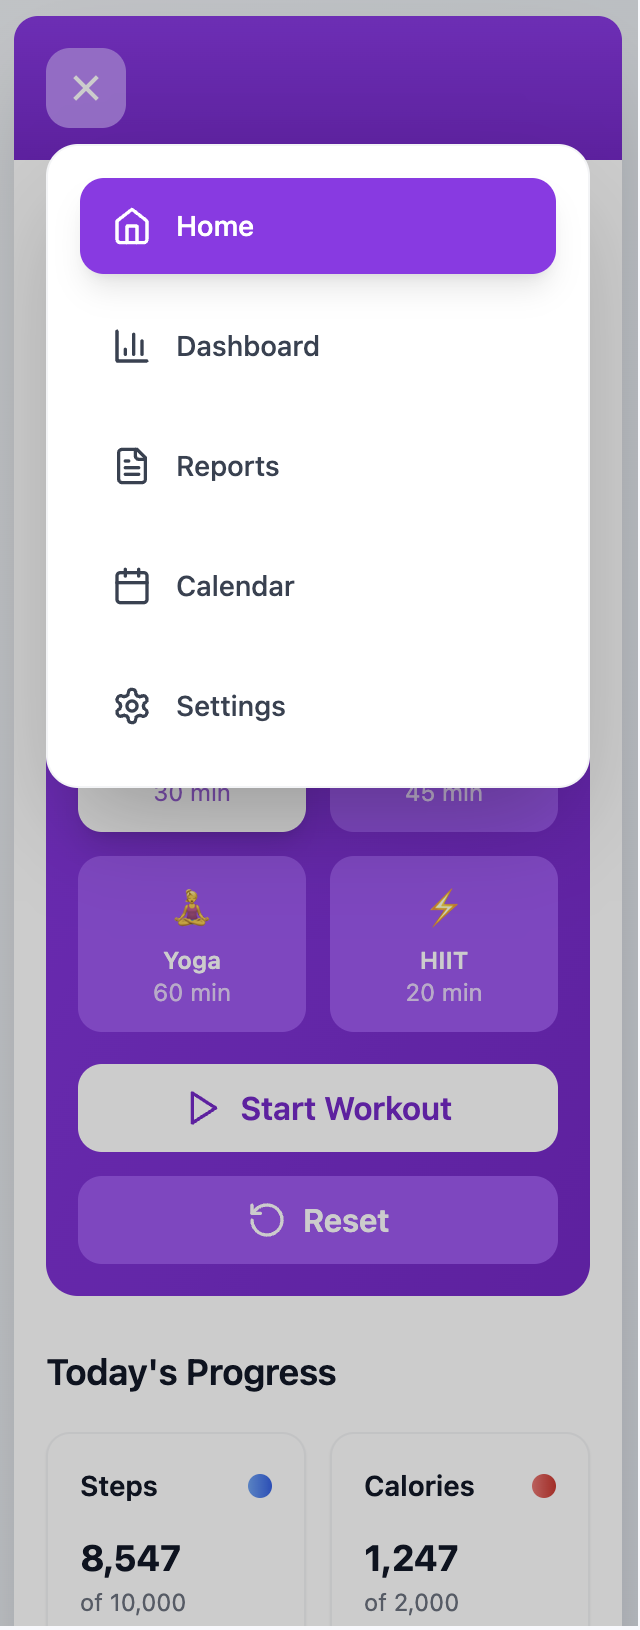 Home
Dashboard
Reports
Calendar
Settings
30 min
45 min
Yoga
60 min
HIIT
20 min
Start Workout
Reset
Today's Progress
Steps
Calories
8,547
1,247
of 10,000
of 2,000